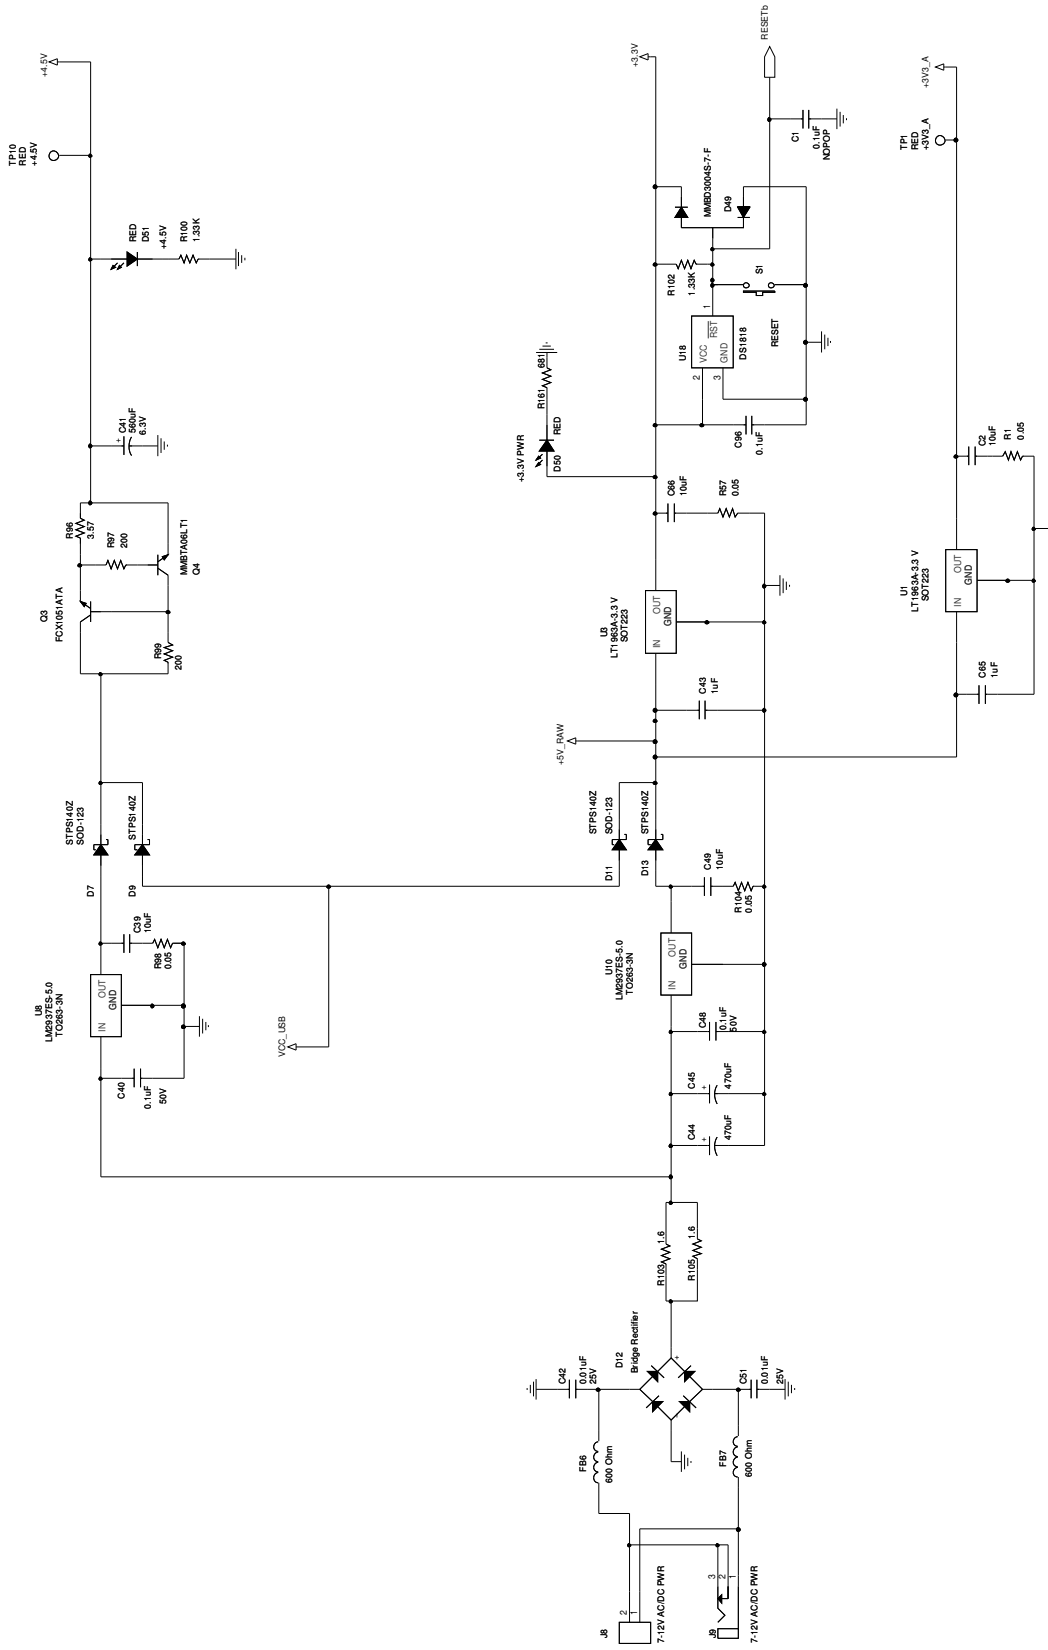 TP10
RED
+4.5V
+4.5V
RED
D51
+4.5V
R100
1.33K
+
C41
560uF
6.3V
R96
3.57
R97
200
MMBTA06LT1
Q4
Q3
FCX1051ATA
R99
200
STPS140Z
SOD-123
STPS140Z
D7
D9
C39
10uF
R98
0.05
U8
LM2937ES-5.0
TO263-3N
IN
OUT
GND
C40
0.1uF
50V
VCC_USB
+3.3V
RESETb
C1
0.1uF
NOPOP
MMBD3004S-7-F
D49
R102
1.33K
S1
RESET
1
U18
VCC
RST
GND
DS1818
2
3
C96
0.1uF
R161
681
+3.3V PWR
D50
RED
C66
10uF
R57
0.05
U3
LT1963A-3.3 V
SOT223
IN
OUT
GND
C43
1uF
+5V_RAW
STPS140Z
SOD-123
STPS140Z
D11
D13
C49
10uF
R104
0.05
U10
LM2937ES-5.0
TO263-3N
IN
OUT
GND
C48
0.1uF
50V
C45
+
470uF
C44
+
470uF
R103
1.6
R105
1.6
D12
Bridge Rectifier
+
-
C42
0.01uF
25V
C51
0.01uF
25V
FB6
600 Ohm
FB7
600 Ohm
J8
2
1
7-12V AC/DC PWR
J9
3
2
1
7-12V AC/DC PWR
+3V3_A
TP1
RED
+3V3_A
C2
10uF
R1
0.05
U1
LT1963A-3.3 V
SOT223
IN
OUT
GND
C65
1uF